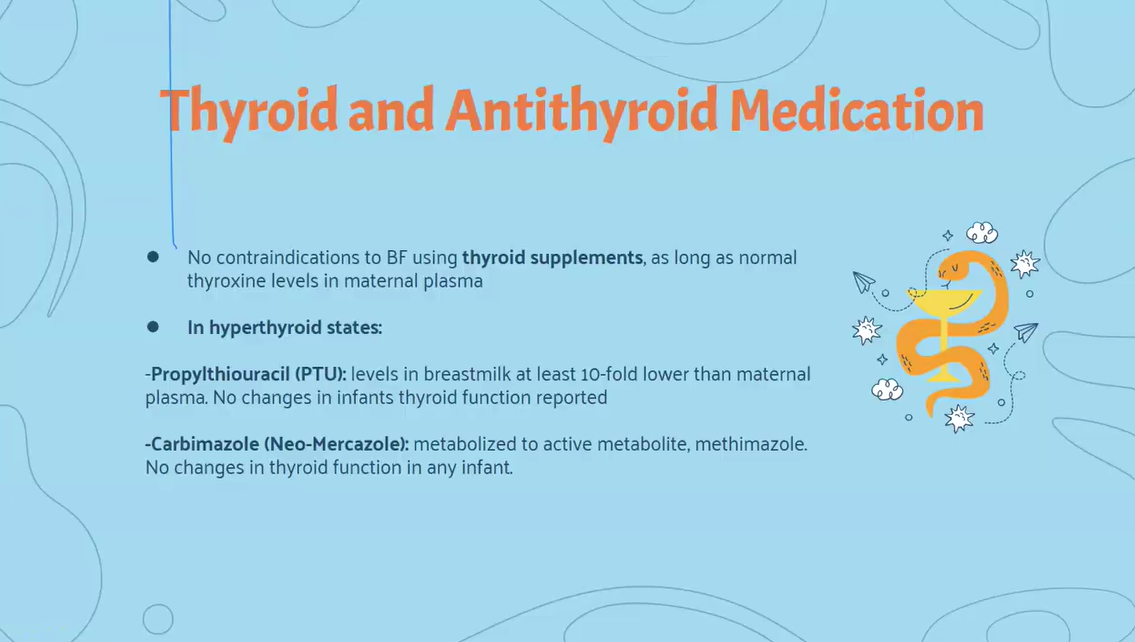 Thyroid and Antithyroid Medication
● No contraindications to BF using thyroid supplements, as long as normal
thyroxine levels in maternal plasma
● In hyperthyroid states:
-Propylthiouracil (PTU): levels in breastmilk at least 10-fold lower than maternal
plasma. No changes in infants thyroid function reported
-Carbimazole (Neo-Mercazole): metabolized to active metabolite, methimazole.
No changes in thyroid function in any infant.